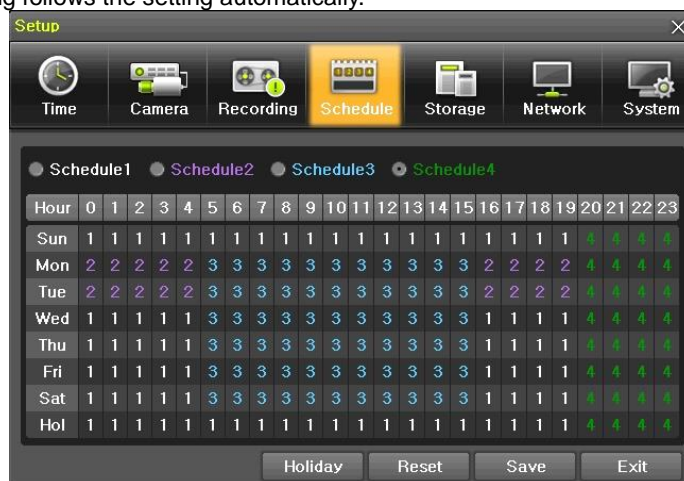 g follows the setting automatically.
Setup
Time Camera Recording Schedule Storage Network System
Schedule1 Schedule2 Schedule3 Schedule4
Hour 0 1 2 3 4 5 6 7 8 9 10 11 12 13 14 15 16 17 18 19 20 21 22 23
Sun 1 1 1 1 1 1 1 1 1 1 1 1 1 1 1 1 1 1 1 1 4 4 4 4
Mon 2 2 2 2 2 3 3 3 3 3 3 3 3 3 3 3 2 2 2 2 4 4 4 4
Tue 2 2 2 2 2 3 3 3 3 3 3 3 3 3 3 3 2 2 2 2 4 4 4 4
Wed 1 1 1 1 1 3 3 3 3 3 3 3 3 3 3 3 1 1 1 1 4 4 4 4
Thu 1 1 1 1 1 3 3 3 3 3 3 3 3 3 3 3 1 1 1 1 4 4 4 4
Fri 1 1 1 1 1 3 3 3 3 3 3 3 3 3 3 3 1 1 1 1 4 4 4 4
Sat 1 1 1 1 1 3 3 3 3 3 3 3 3 3 3 3 1 1 1 1 4 4 4 4
Hol 1 1 1 1 1 1 1 1 1 1 1 1 1 1 1 1 1 1 1 1 4 4 4 4
Holiday Reset Save Exit